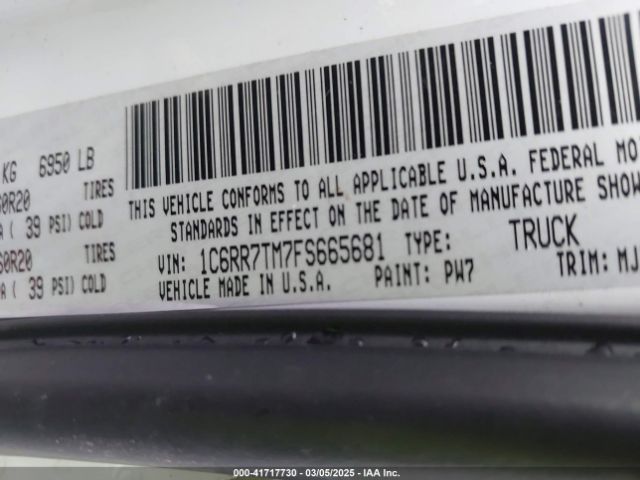 KG 6950 LB
TIRES
( 39 PSI) COLD
TIRES
( 39 PSI) COLD
THIS VEHICLE CONFORMS TO ALL APPLICABLE U.S.A. FEDERAL
STANDARDS IN EFFECT ON THE DATE OF MANUFACTURE
VIN: 1C6RR7TM7FS665681 TYPE: TRUCK
VEHICLE MADE IN U.S.A. PAINT: PW7 TRIM: MJ
000-41717730 - 03/05/2025 - IAA Inc.